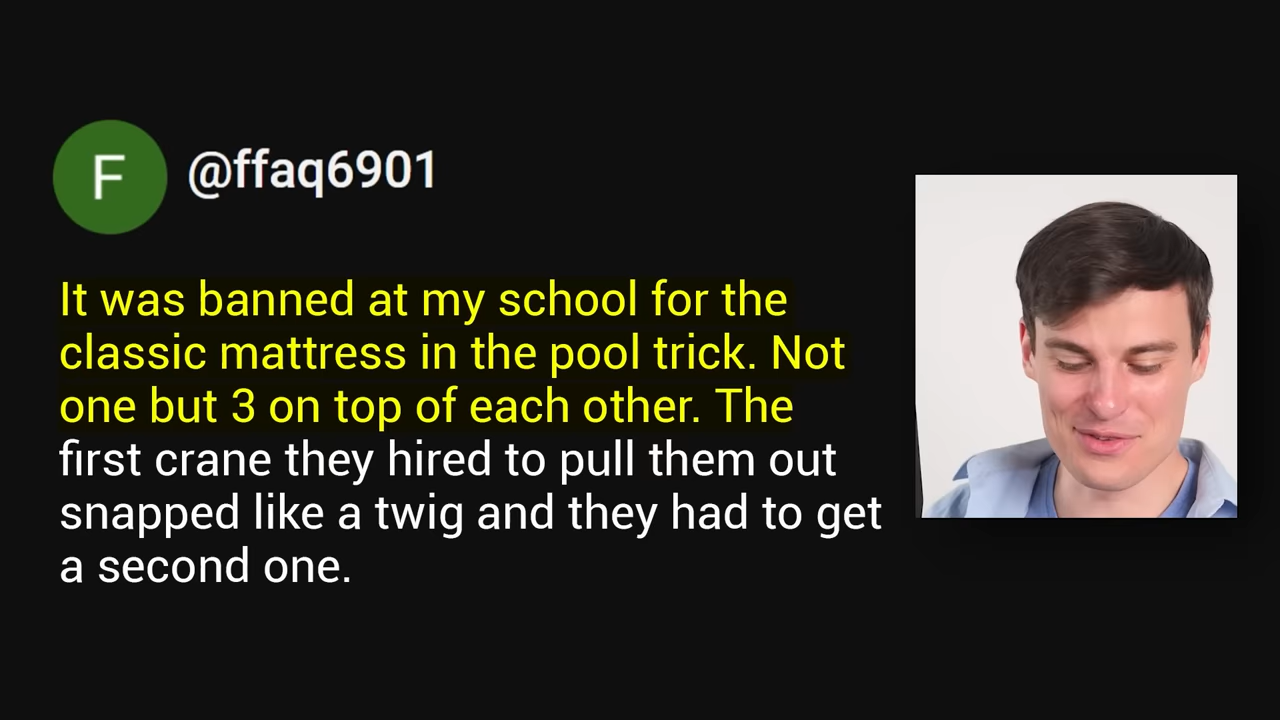 F
@ffaq6901
It was banned at my school for the
classic mattress in the pool trick. Not
one but 3 on top of each other. The
first crane they hired to pull them out
snapped like a twig and they had to get
a second one.